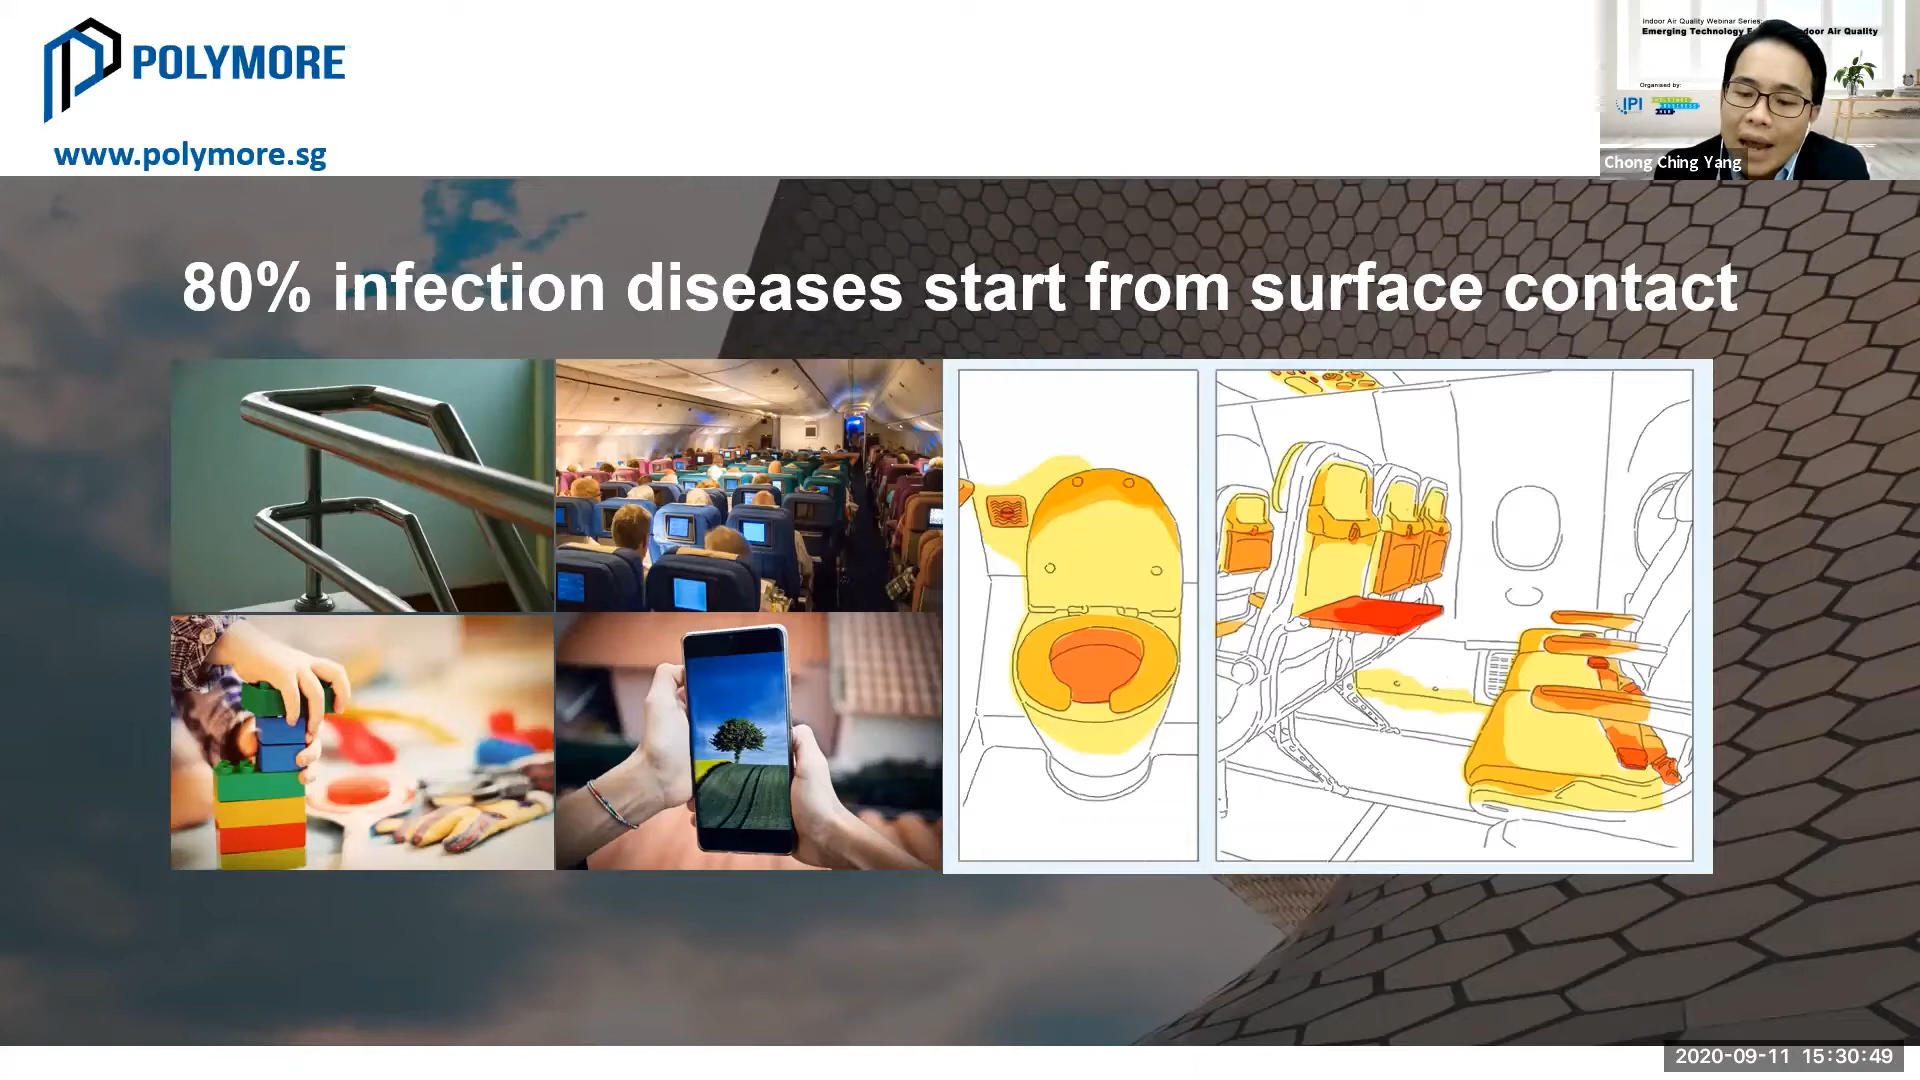 POLYMORE
www.polymore.sg
Indoor Air Quality Webinar Series:
Emerging Technology
door Air Quality
Organised by:
IPI
Chong Ching Yang
80% infection diseases start from surface contact
2020-09-11 15:30:49